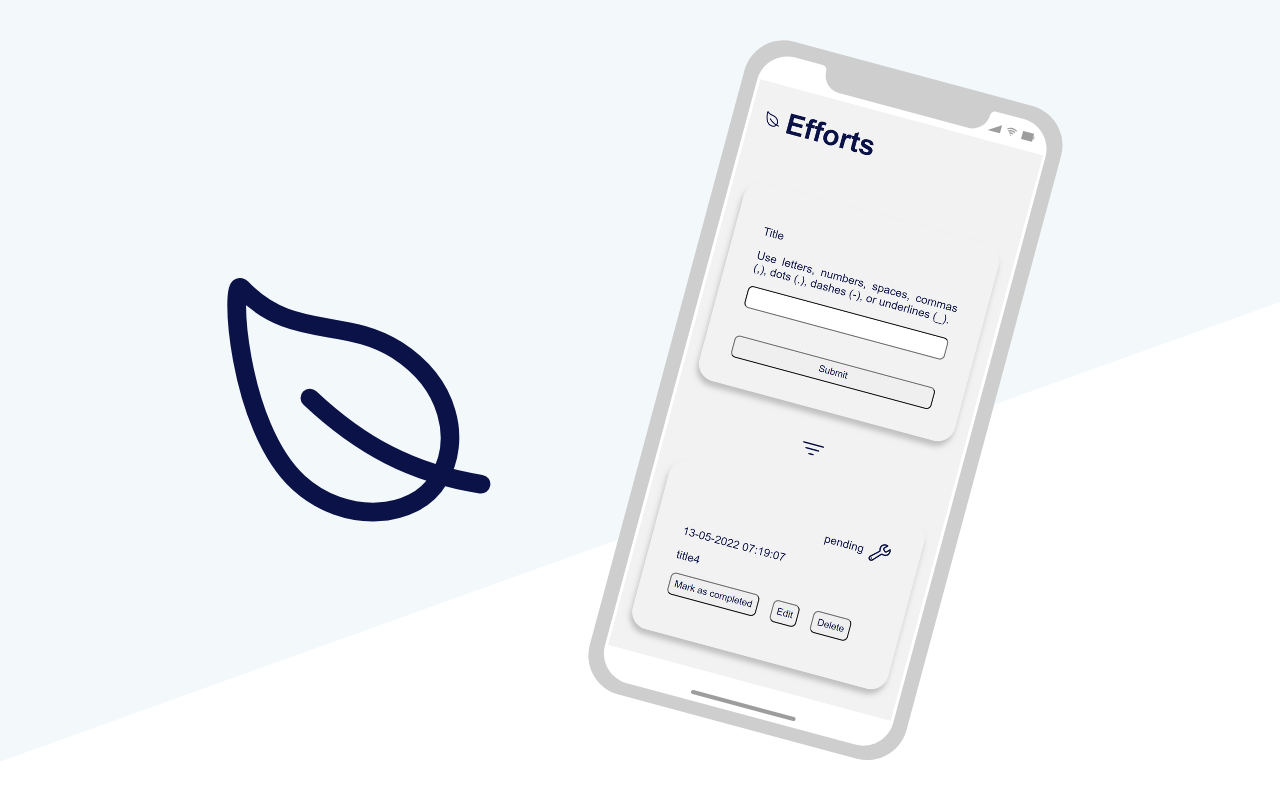 Efforts
Title
Use letters, numbers, spaces, commas
(,), dots (.), dashes (-), or underlines (_).
Submit
13-05-2022 07:19:07
pending
title4
Mark as completed
Edit
Delete